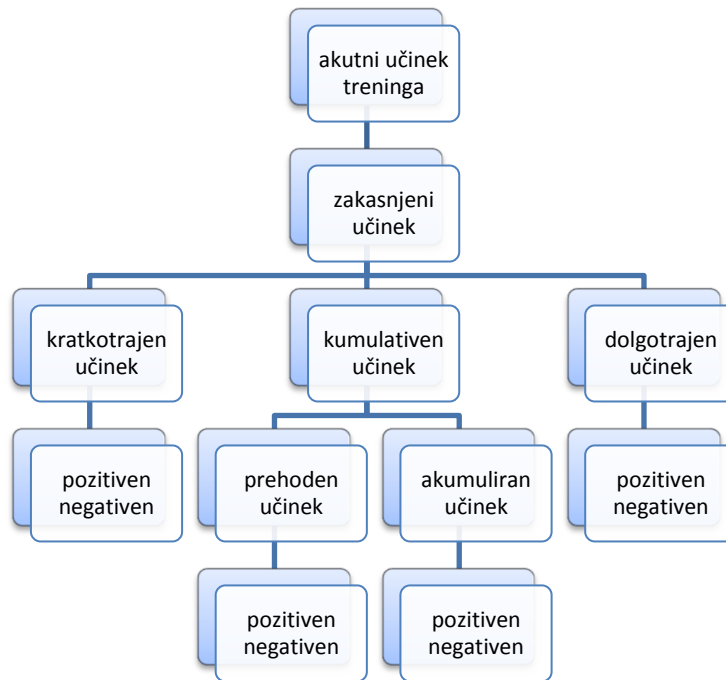 akutni učinek
treninga
zakasnjeni
učinek
kratkotrajen
učinek
kumulativen
učinek
dolgotrajen
učinek
pozitiven
negativen
prehoden
učinek
akumuliran
učinek
pozitiven
negativen
pozitiven
negativen
pozitiven
negativen